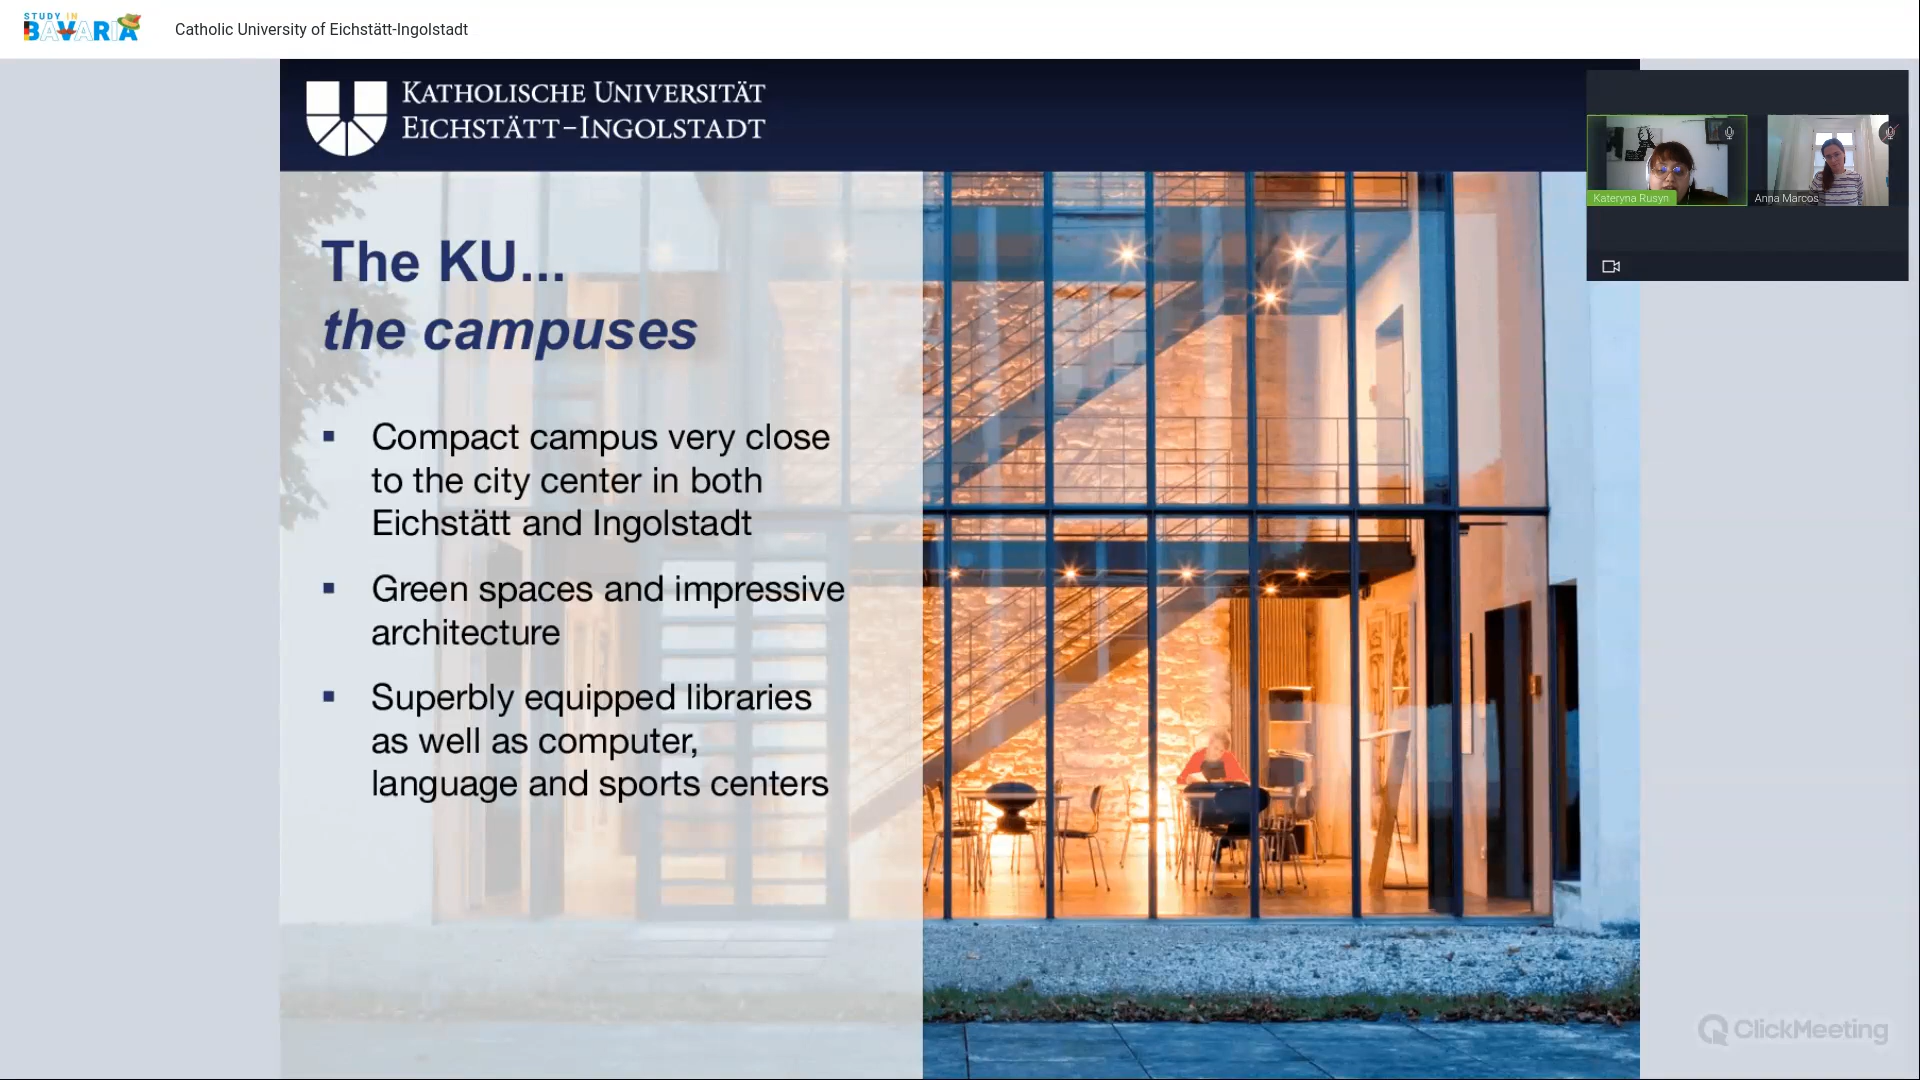 STUDY IN
BAVARIA
Catholic University of Eichstätt-Ingolstadt
KATHOLISCHE UNIVERSITÄT
EICHSTÄTT-INGOLSTADT
Kateryna Rusyn
Anna Marcos
The KU...
the campuses
▪ Compact campus very close
to the city center in both
Eichstätt and Ingolstadt
▪ Green spaces and impressive
architecture
▪ Superbly equipped libraries
as well as computer,
language and sports centers
ClickMeeting